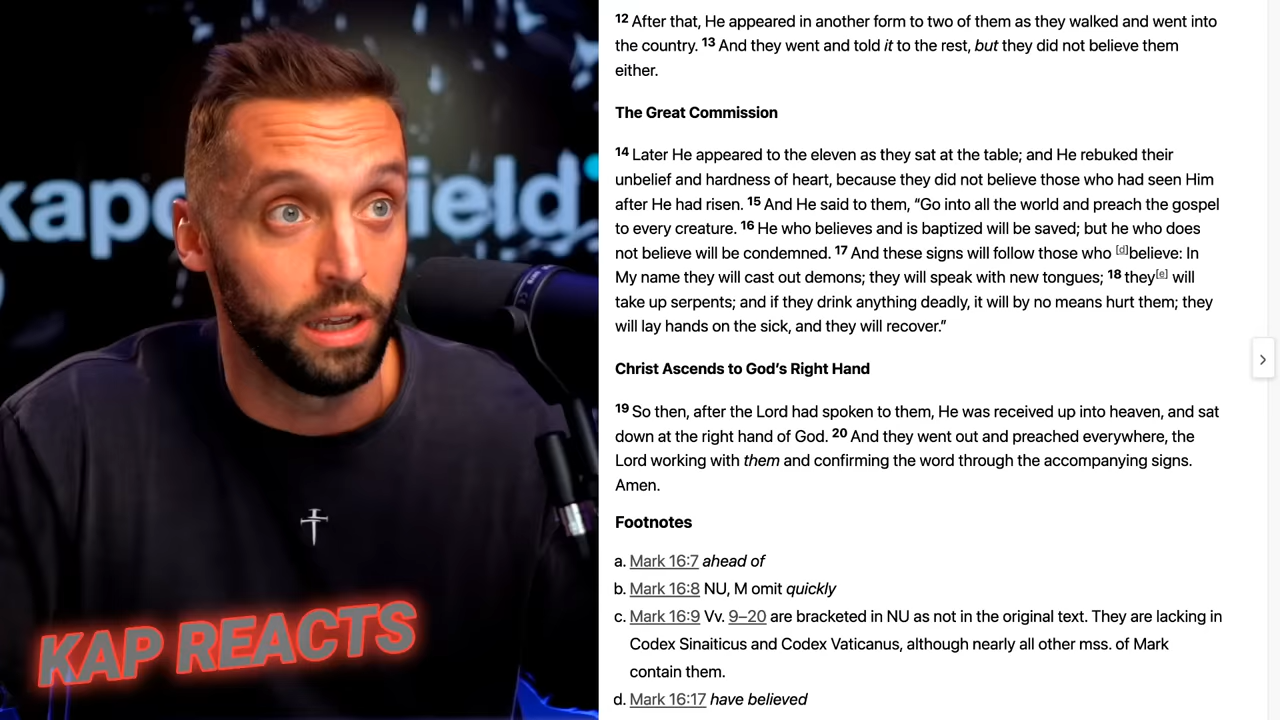 kapc ield
KAP REACTS
12 After that, He appeared in another form to two of them as they walked and went into
the country. 13 And they went and told it to the rest, but they did not believe them
either.
The Great Commission
14 Later He appeared to the eleven as they sat at the table; and He rebuked their
unbelief and hardness of heart, because they did not believe those who had seen Him
after He had risen. 15 And He said to them, “Go into all the world and preach the gospel
to every creature. 16 He who believes and is baptized will be saved; but he who does
not believe will be condemned. 17 And these signs will follow those who [d]believe: In
My name they will cast out demons; they will speak with new tongues; 18 they[e] will
take up serpents; and if they drink anything deadly, it will by no means hurt them; they
will lay hands on the sick, and they will recover.”
Christ Ascends to God’s Right Hand
19 So then, after the Lord had spoken to them, He was received up into heaven, and sat
down at the right hand of God. 20 And they went out and preached everywhere, the
Lord working with them and confirming the word through the accompanying signs.
Amen.
Footnotes
a. Mark 16:7 ahead of
b. Mark 16:8 NU, M omit quickly
c. Mark 16:9 Vv. 9–20 are bracketed in NU as not in the original text. They are lacking in
Codex Sinaiticus and Codex Vaticanus, although nearly all other mss. of Mark
contain them.
d. Mark 16:17 have believed